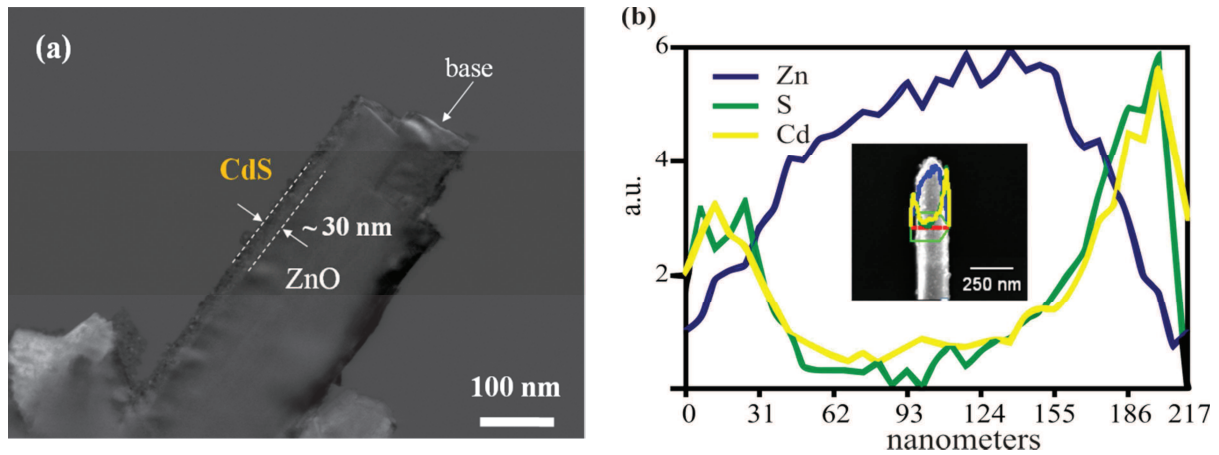 (a)
base
CdS
~ 30 nm
ZnO
100 nm
(b)
6
4
2
a.u.
Zn
S
Cd
250 nm
0 31 62 93 124 155 186 217
nanometers